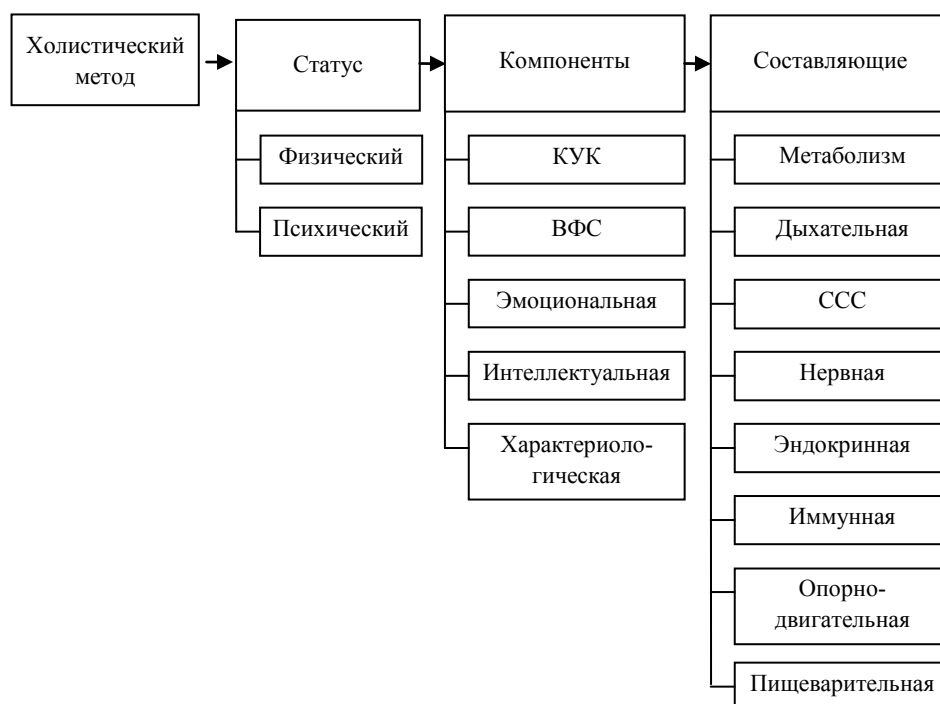 Холистический
метод
Статус
Физический
Психический
Компоненты
КУК
ВФС
Эмоциональная
Интеллектуальная
Характериоло-
гическая
Составляющие
Метаболизм
Дыхательная
ССС
Нервная
Эндокринная
Иммунная
Опорно-
двигательная
Пищеварительная